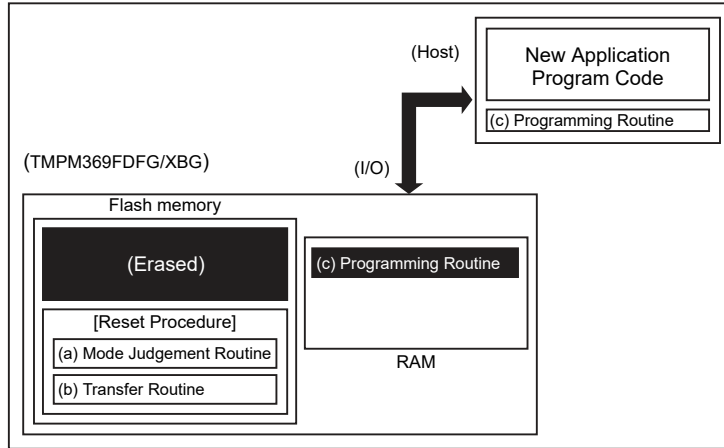 (Host)
New Application
Program Code
(c) Programming Routine
(TMPM369FDFG/XBG)
(I/O)
Flash memory
(Erased)
(c) Programming Routine
[Reset Procedure]
(a) Mode Judgement Routine
(b) Transfer Routine
RAM